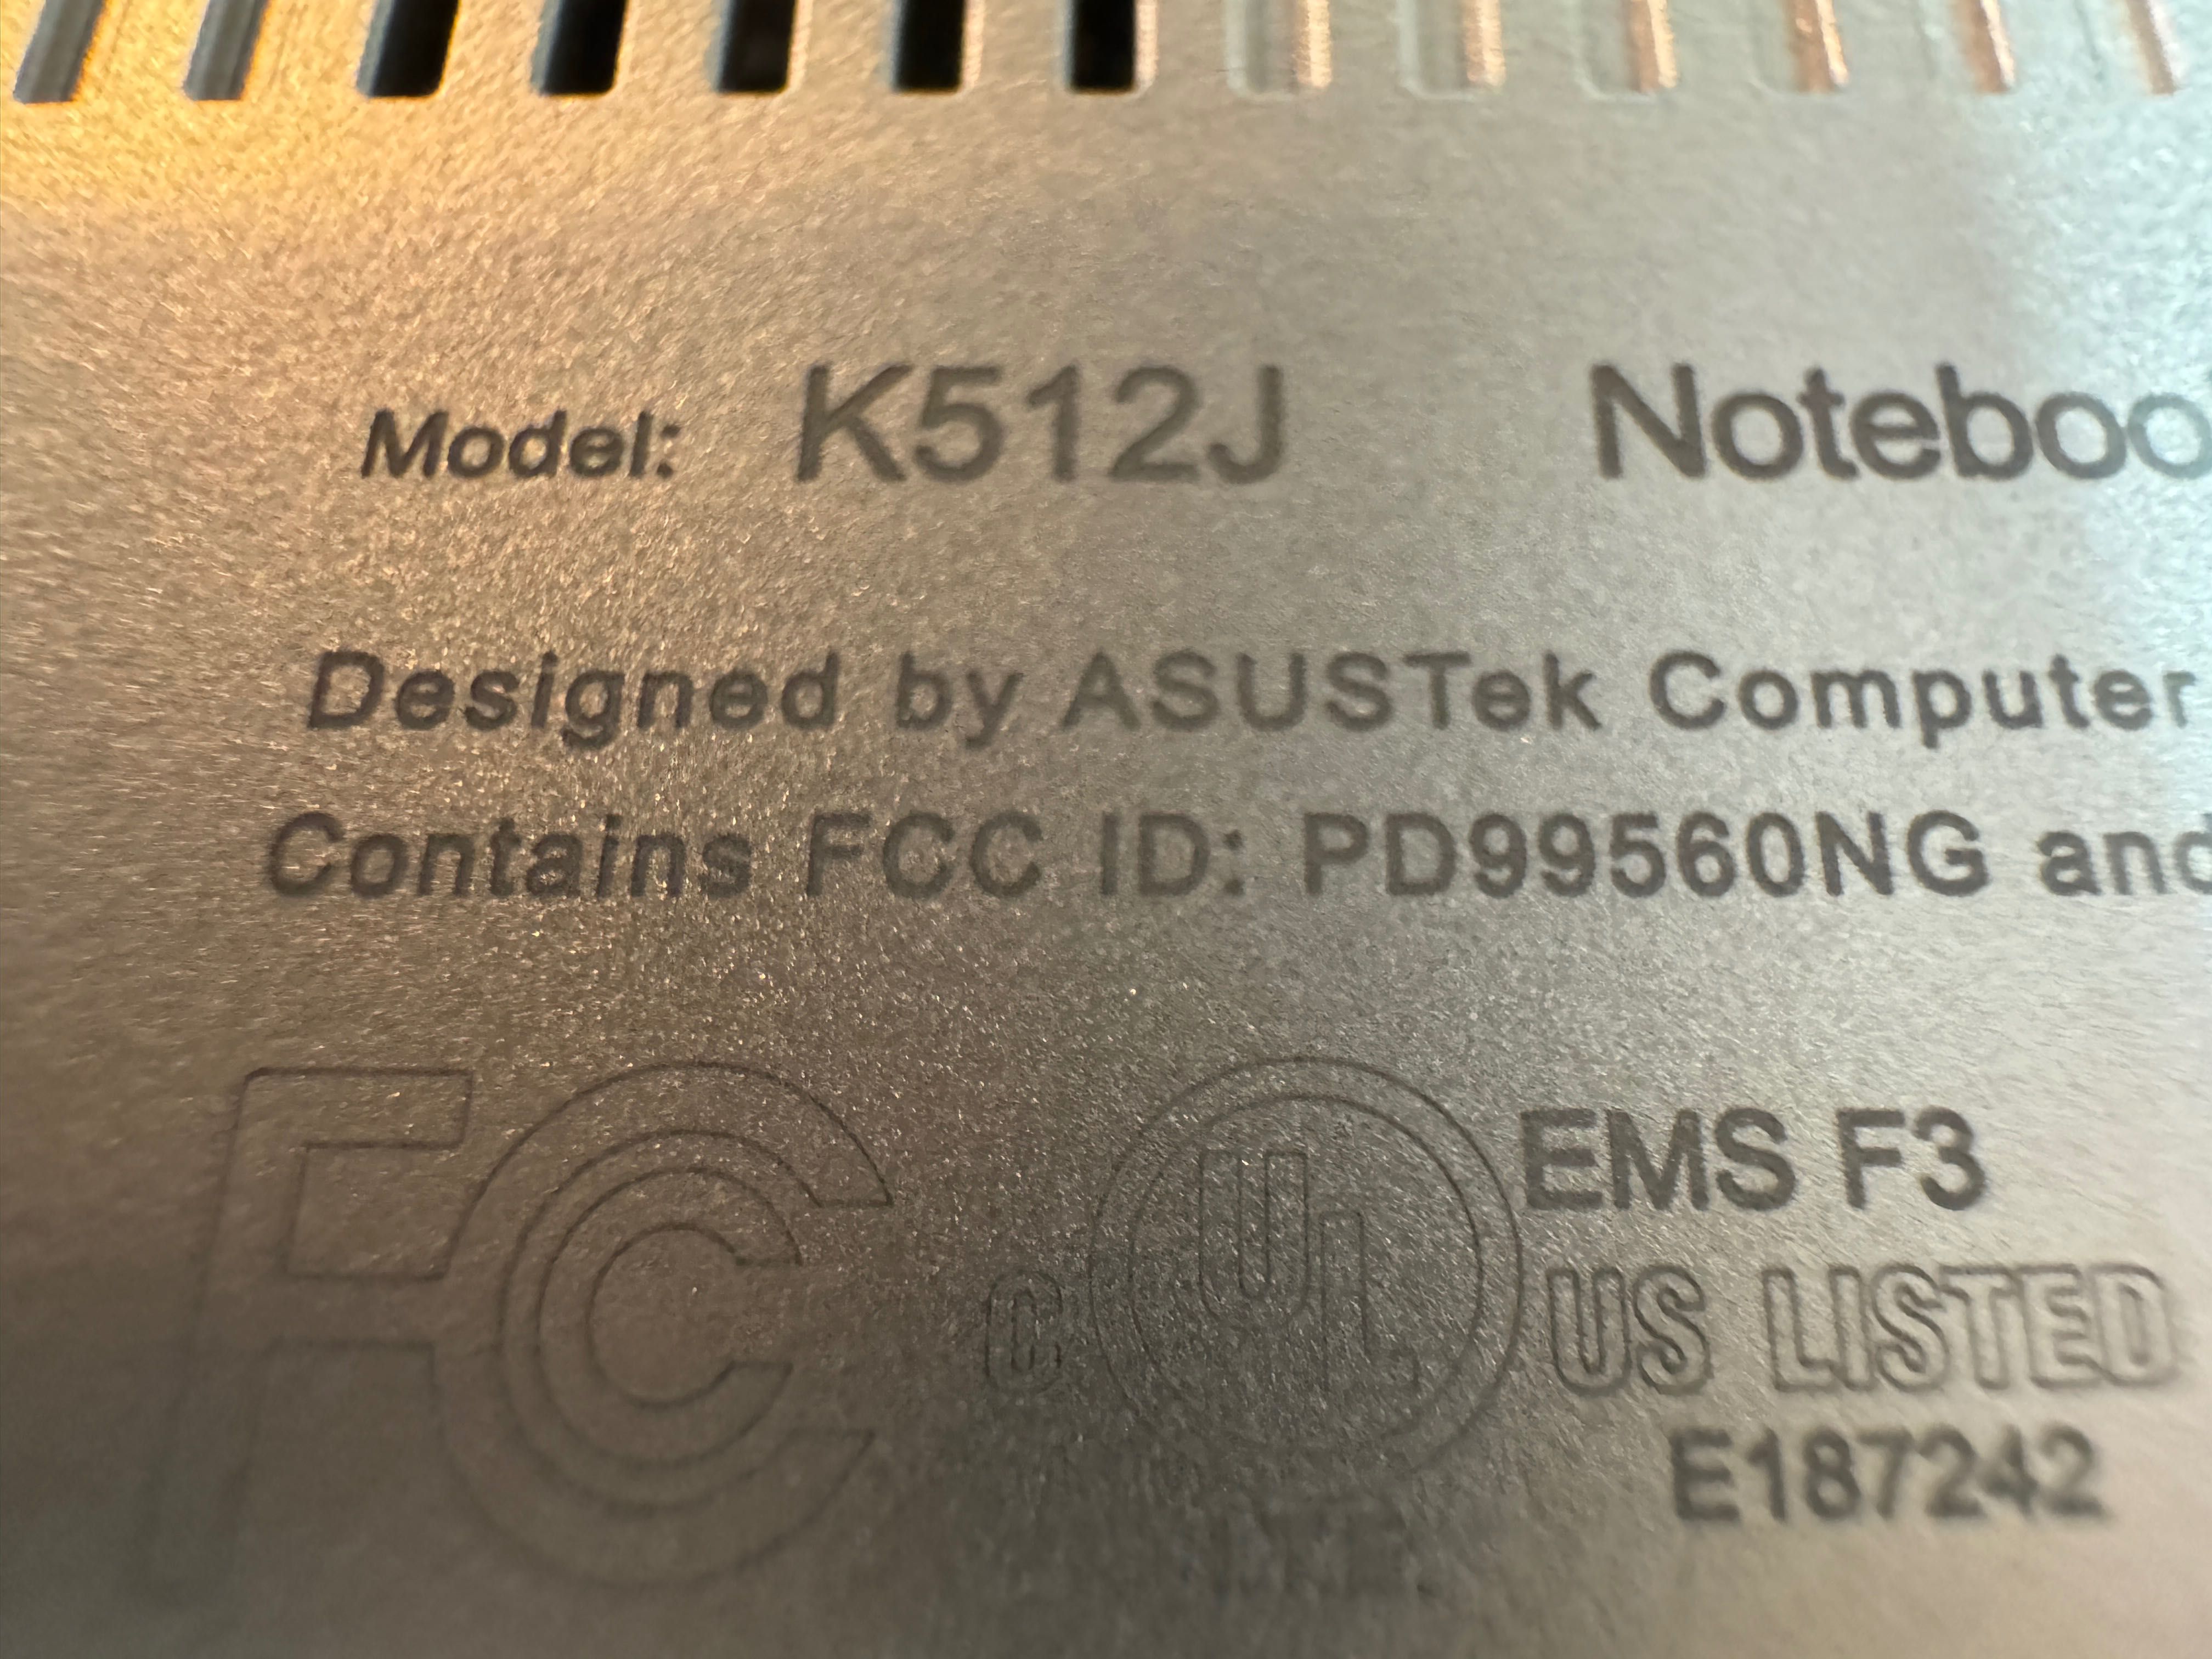 Model: K512J Noteboo
Designed by ASUSTek Computer
Contains FCC ID: PD99560NG and
FC
c UL US LISTED
EMS F3
E187242